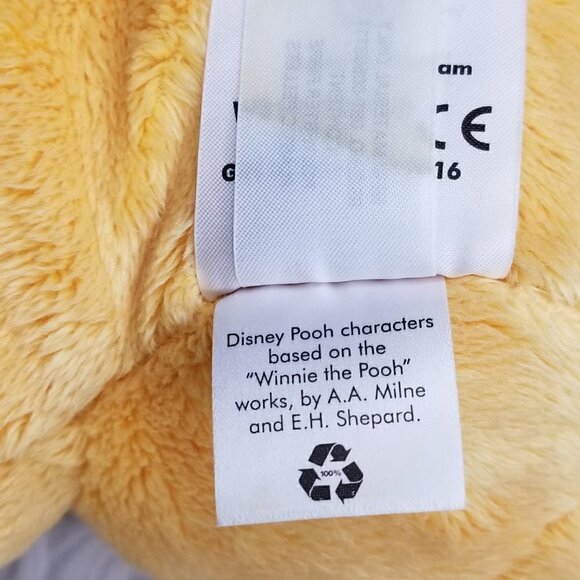 am
CE
G
16
Disney Pooh characters
based on the
"Winnie the Pooh"
works, by A.A. Milne
and E.H. Shepard.
100%